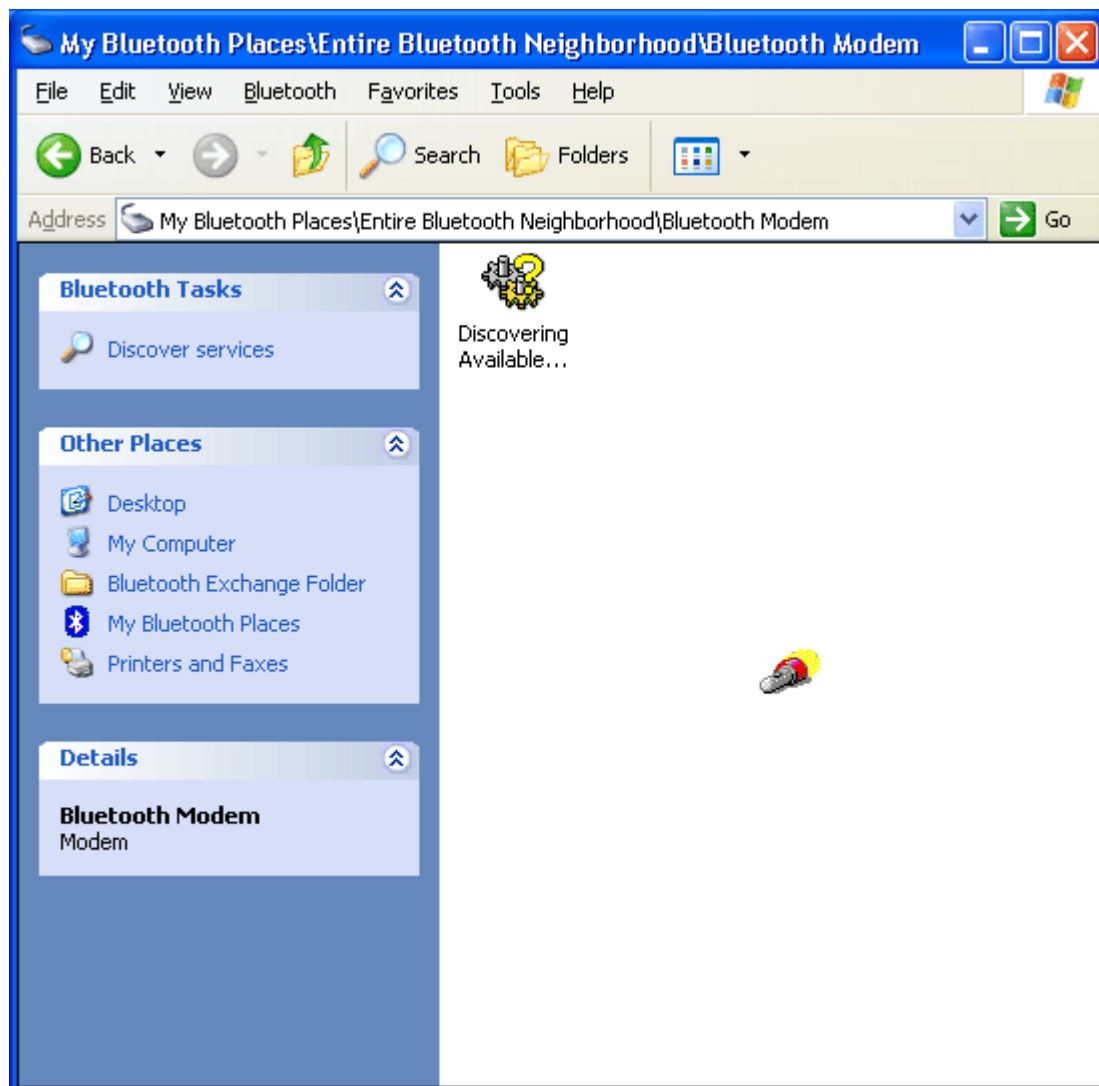 My Bluetooth Places\Entire Bluetooth Neighborhood\Bluetooth Modem
File Edit View Bluetooth Favorites Tools Help
Back Search Folders
Address My Bluetooth Places\Entire Bluetooth Neighborhood\Bluetooth Modem Go
Bluetooth Tasks
Discover services
Other Places
Desktop
My Computer
Bluetooth Exchange Folder
My Bluetooth Places
Printers and Faxes
Details
Bluetooth Modem
Modem
Discovering
Available...